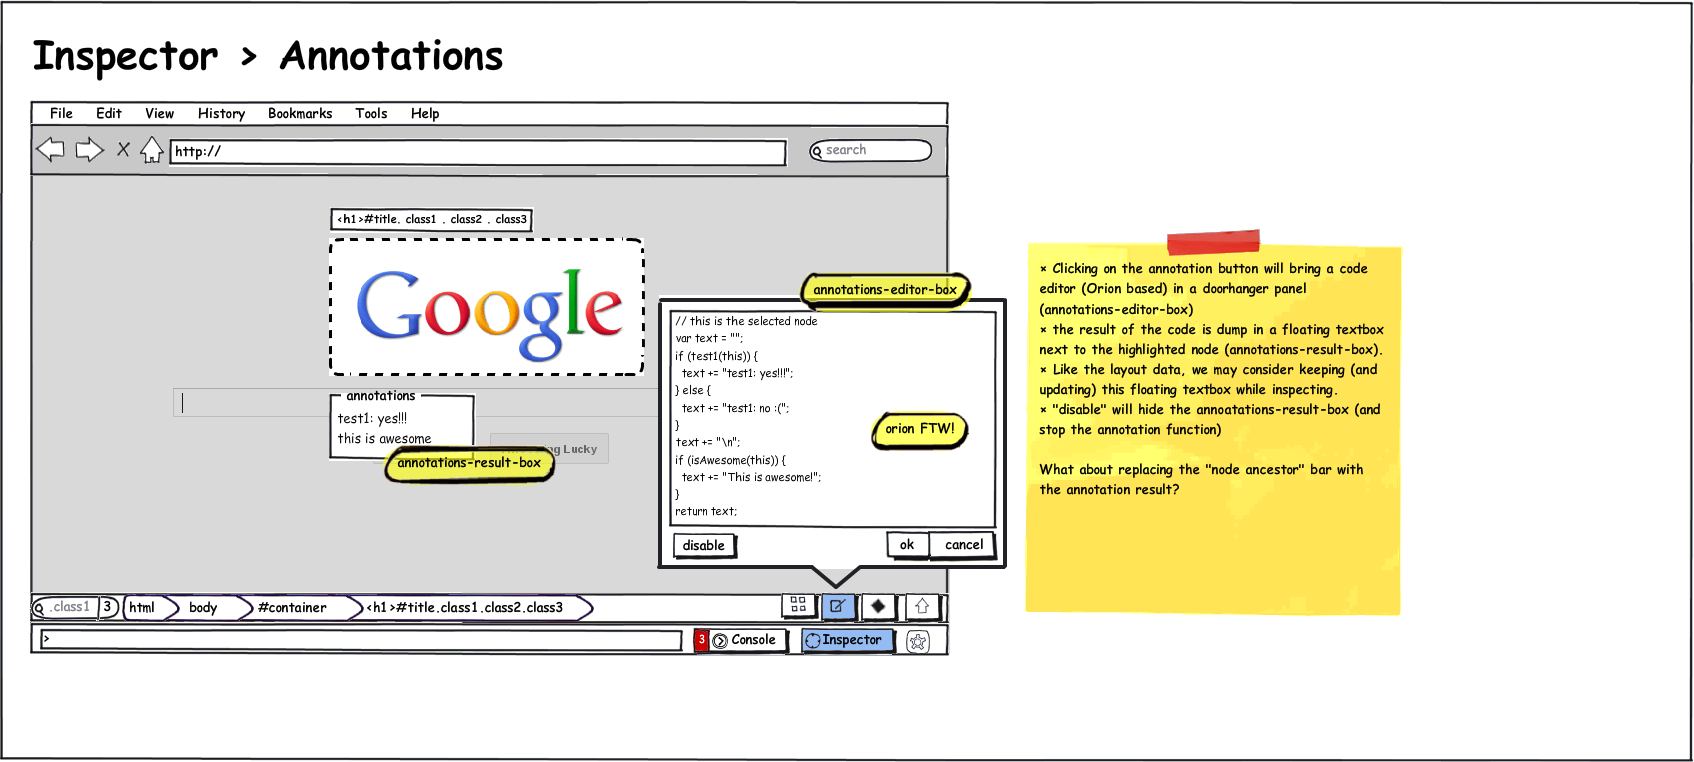 Inspector > Annotations
File Edit View History Bookmarks Tools Help
http://
search
<h1>#title. class1 . class2 . class3
Google
annotations
test1: yes!!!
this is awesome
ng Lucky
annotations-result-box
annotations-editor-box
// this is the selected node
var text = "";
if (test1(this)) {
text += "test1: yes!!!";
} else {
text += "test1: no :(";
}
text += "\n";
if (isAwesome(this)) {
text += "This is awesome!";
}
return text;
orion FTW!
disable
ok
cancel
.class1 3 html body #container <h1>#title.class1.class2.class3
>
3 Console Inspector
× Clicking on the annotation button will bring a code
editor (Orion based) in a doorhanger panel
(annotations-editor-box)
× the result of the code is dump in a floating textbox
next to the highlighted node (annotations-result-box).
× Like the layout data, we may consider keeping (and
updating) this floating textbox while inspecting.
× "disable" will hide the annoatations-result-box (and
stop the annotation function)
What about replacing the "node ancestor" bar with
the annotation result?